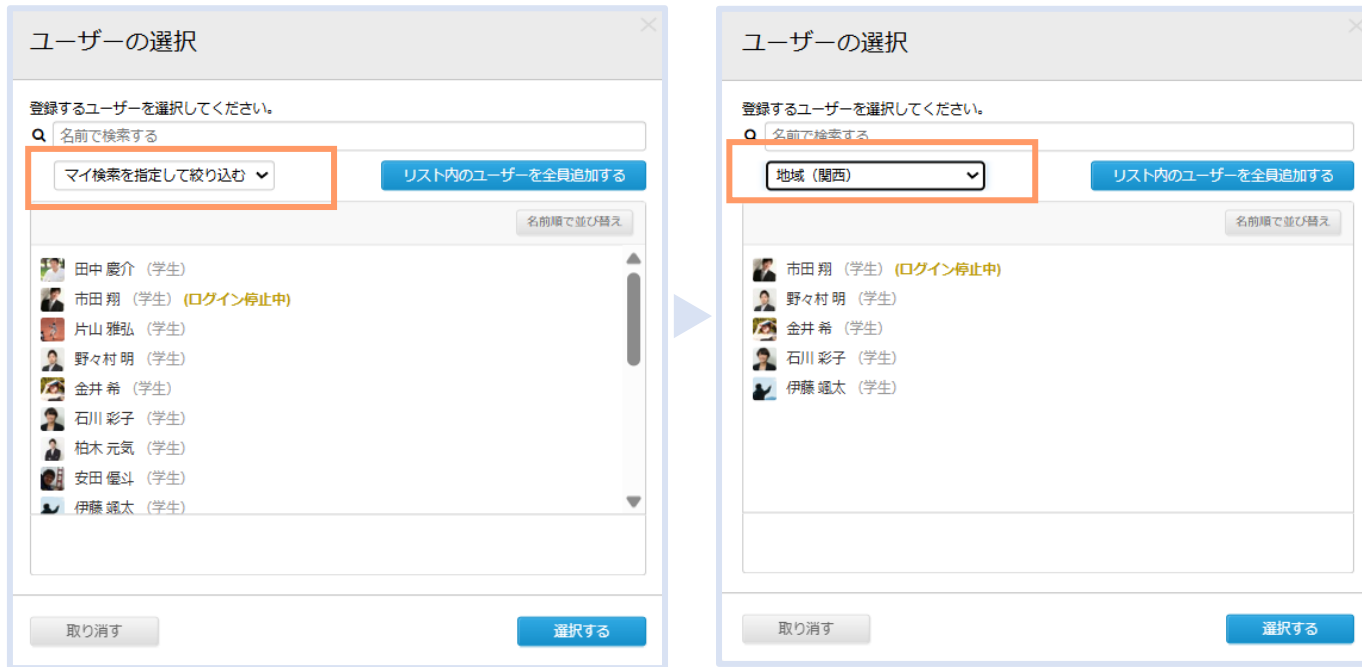 ユーザーの選択
登録するユーザーを選択してください。
名前で検索する
マイ検索を指定して絞り込む
リスト内のユーザーを全員追加する
名前順で並び替え
田中 慶介 (学生)
市田 翔 (学生) (ログイン停止中)
片山 雅弘 (学生)
野々村 明 (学生)
金井 希 (学生)
石川 彩子 (学生)
柏木 元気 (学生)
安田 優斗 (学生)
伊藤 颯太 (学生)
取り消す
選択する
ユーザーの選択
登録するユーザーを選択してください。
名前で検索する
地域（関西）
リスト内のユーザーを全員追加する
名前順で並び替え
市田 翔 (学生) (ログイン停止中)
野々村 明 (学生)
金井 希 (学生)
石川 彩子 (学生)
伊藤 颯太 (学生)
取り消す
選択する